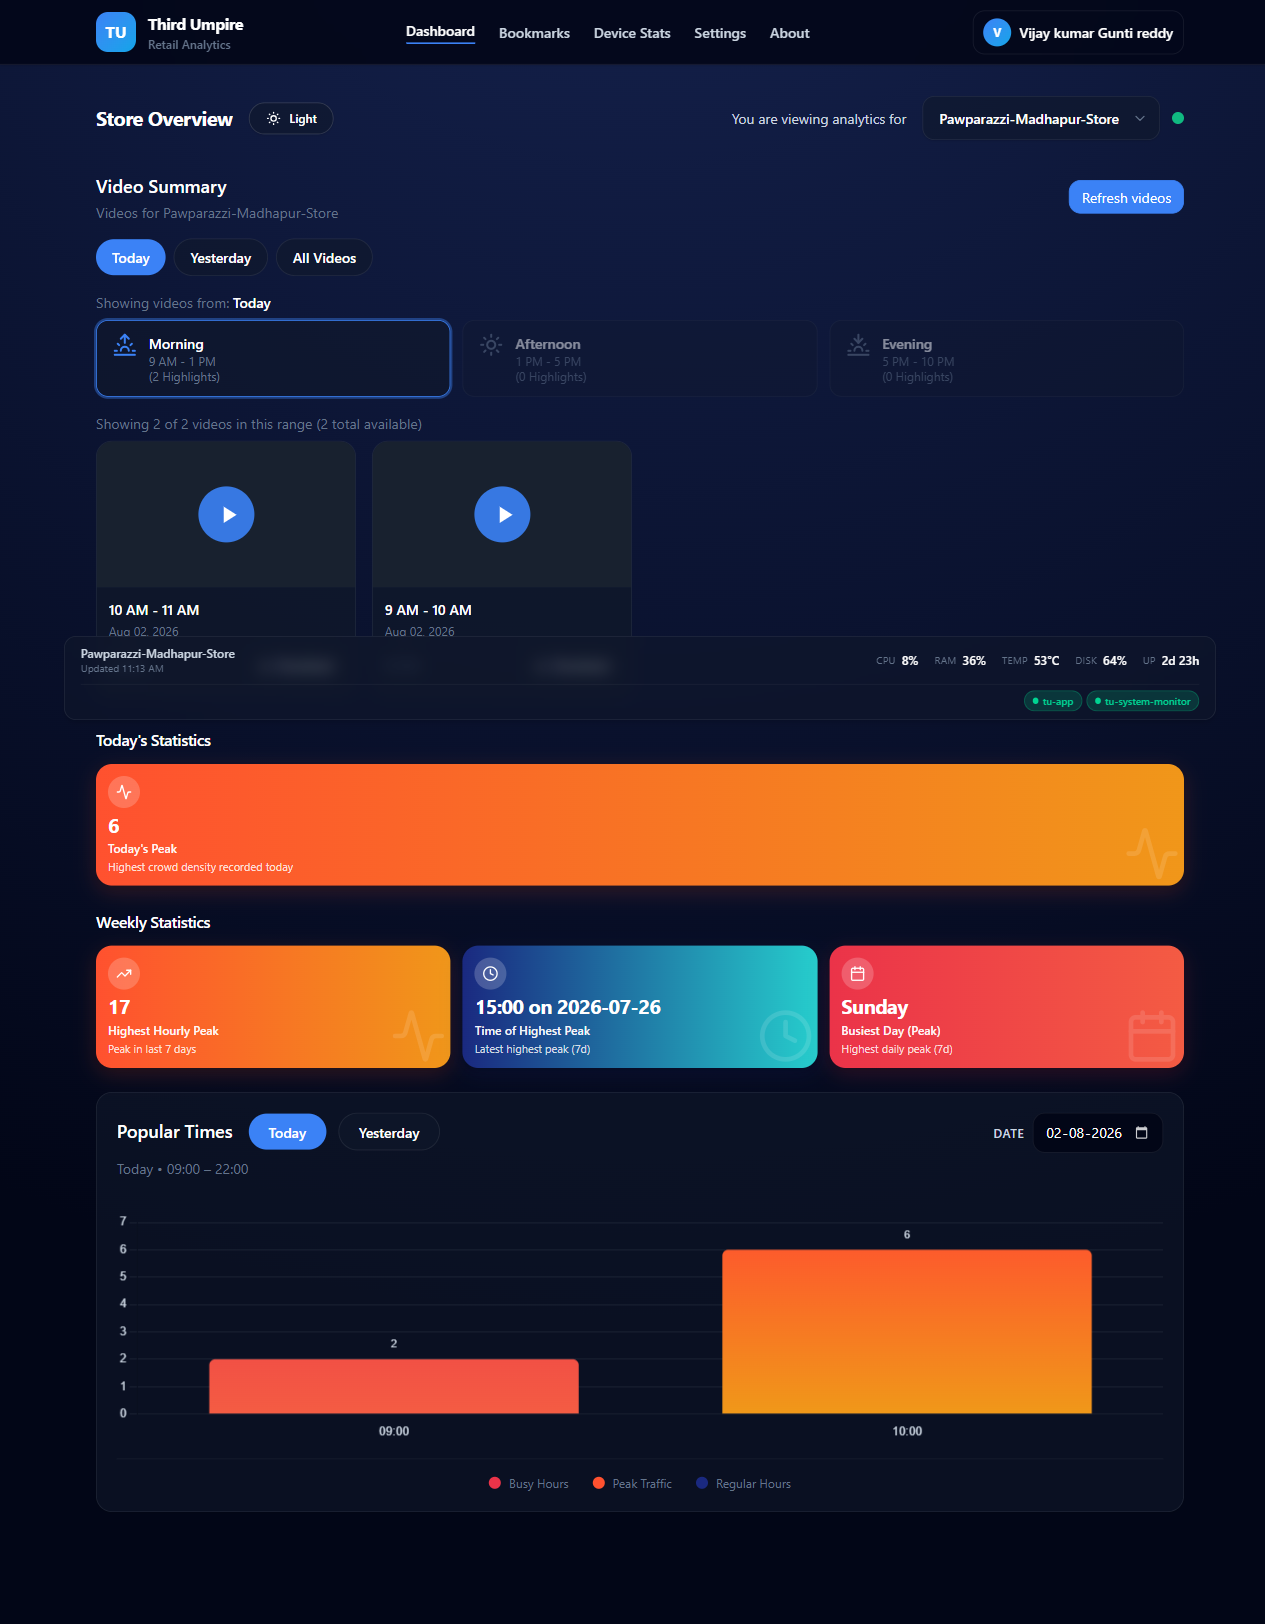 TU
Third Umpire
Retail Analytics
Dashboard
Bookmarks
Device Stats
Settings
About
V
Vijay kumar Gunti reddy
Store Overview
Light
You are viewing analytics for
Pawparazzi-Madhapur-Store
Video Summary
Videos for Pawparazzi-Madhapur-Store
Refresh videos
Today
Yesterday
All Videos
Showing videos from: Today
Morning
9 AM - 1 PM
(2 Highlights)
Afternoon
1 PM - 5 PM
(0 Highlights)
Evening
5 PM - 10 PM
(0 Highlights)
Showing 2 of 2 videos in this range (2 total available)
10 AM - 11 AM
Aug 02, 2026
9 AM - 10 AM
Aug 02, 2026
Pawparazzi-Madhapur-Store
Updated 11:13 AM
CPU 8%
RAM 36%
TEMP 53°C
DISK 64%
UP 2d 23h
tu-app
tu-system-monitor
Today's Statistics
6
Today's Peak
Highest crowd density recorded today
Weekly Statistics
17
Highest Hourly Peak
Peak in last 7 days
15:00 on 2026-07-26
Time of Highest Peak
Latest highest peak (7d)
Sunday
Busiest Day (Peak)
Highest daily peak (7d)
Popular Times
Today
Yesterday
DATE
02-08-2026
Today • 09:00 – 22:00
7
6
5
4
3
2
1
0
2
6
09:00
10:00
Busy Hours
Peak Traffic
Regular Hours